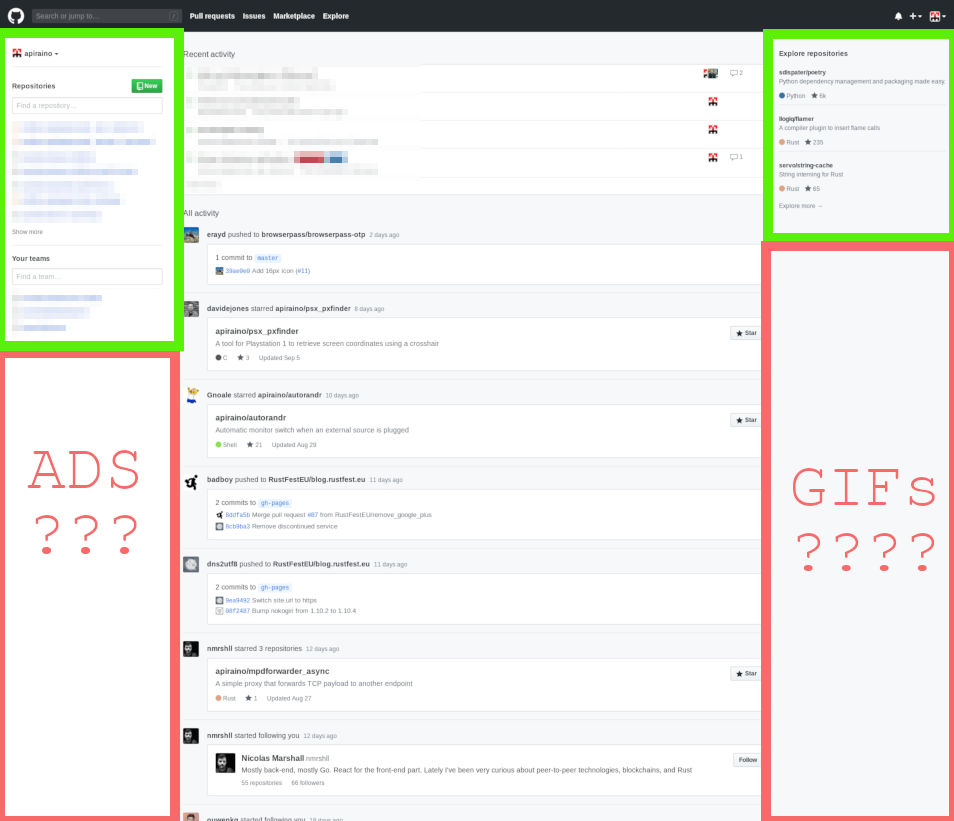 Search or jump to... /
Pull requests Issues Marketplace Explore
apiraino
Repositories New
Find a repository...
Show more
Your teams
Find a team...
ADS
???
Recent activity
2
1
All activity
erayd pushed to browserpass/browserpass-otp 2 days ago
1 commit to master
39ae9e9 Add 16px icon (#11)
davidejones starred apiraino/psx_pxfinder 8 days ago
apiraino/psx_pxfinder
Star
A tool for Playstation 1 to retrieve screen coordinates using a crosshair
C 3 Updated Sep 5
Gnoale starred apiraino/autorandr 10 days ago
apiraino/autorandr
Star
Automatic monitor switch when an external source is plugged
Shell 21 Updated Aug 29
badboy pushed to RustFestEU/blog.rustfest.eu 11 days ago
2 commits to gh-pages
8ddfa5b Merge pull request #87 from RustFestEU/remove_google_plus
8cb9ba3 Remove discontinued service
dns2utf8 pushed to RustFestEU/blog.rustfest.eu 11 days ago
2 commits to gh-pages
9ea9492 Switch site.url to https
98f2487 Bump nokogiri from 1.10.2 to 1.10.4
nmrshll starred 3 repositories 12 days ago
apiraino/mpdforwarder_async
Star
A simple proxy that forwards TCP payload to another endpoint
Rust 1 Updated Aug 27
nmrshll started following you 12 days ago
Nicolas Marshall nmrshll
Follow
Mostly back-end, mostly Go. React for the front-end part. Lately I've been very curious about peer-to-peer technologies, blockchains, and Rust
55 repositories 66 followers
started following you
Explore repositories
sdispater/poetry
Python dependency management and packaging made easy.
Python 6k
llogiq/flamer
A compiler plugin to insert flame calls
Rust 235
servo/string-cache
String interning for Rust
Rust 65
Explore more →
GIFs
????